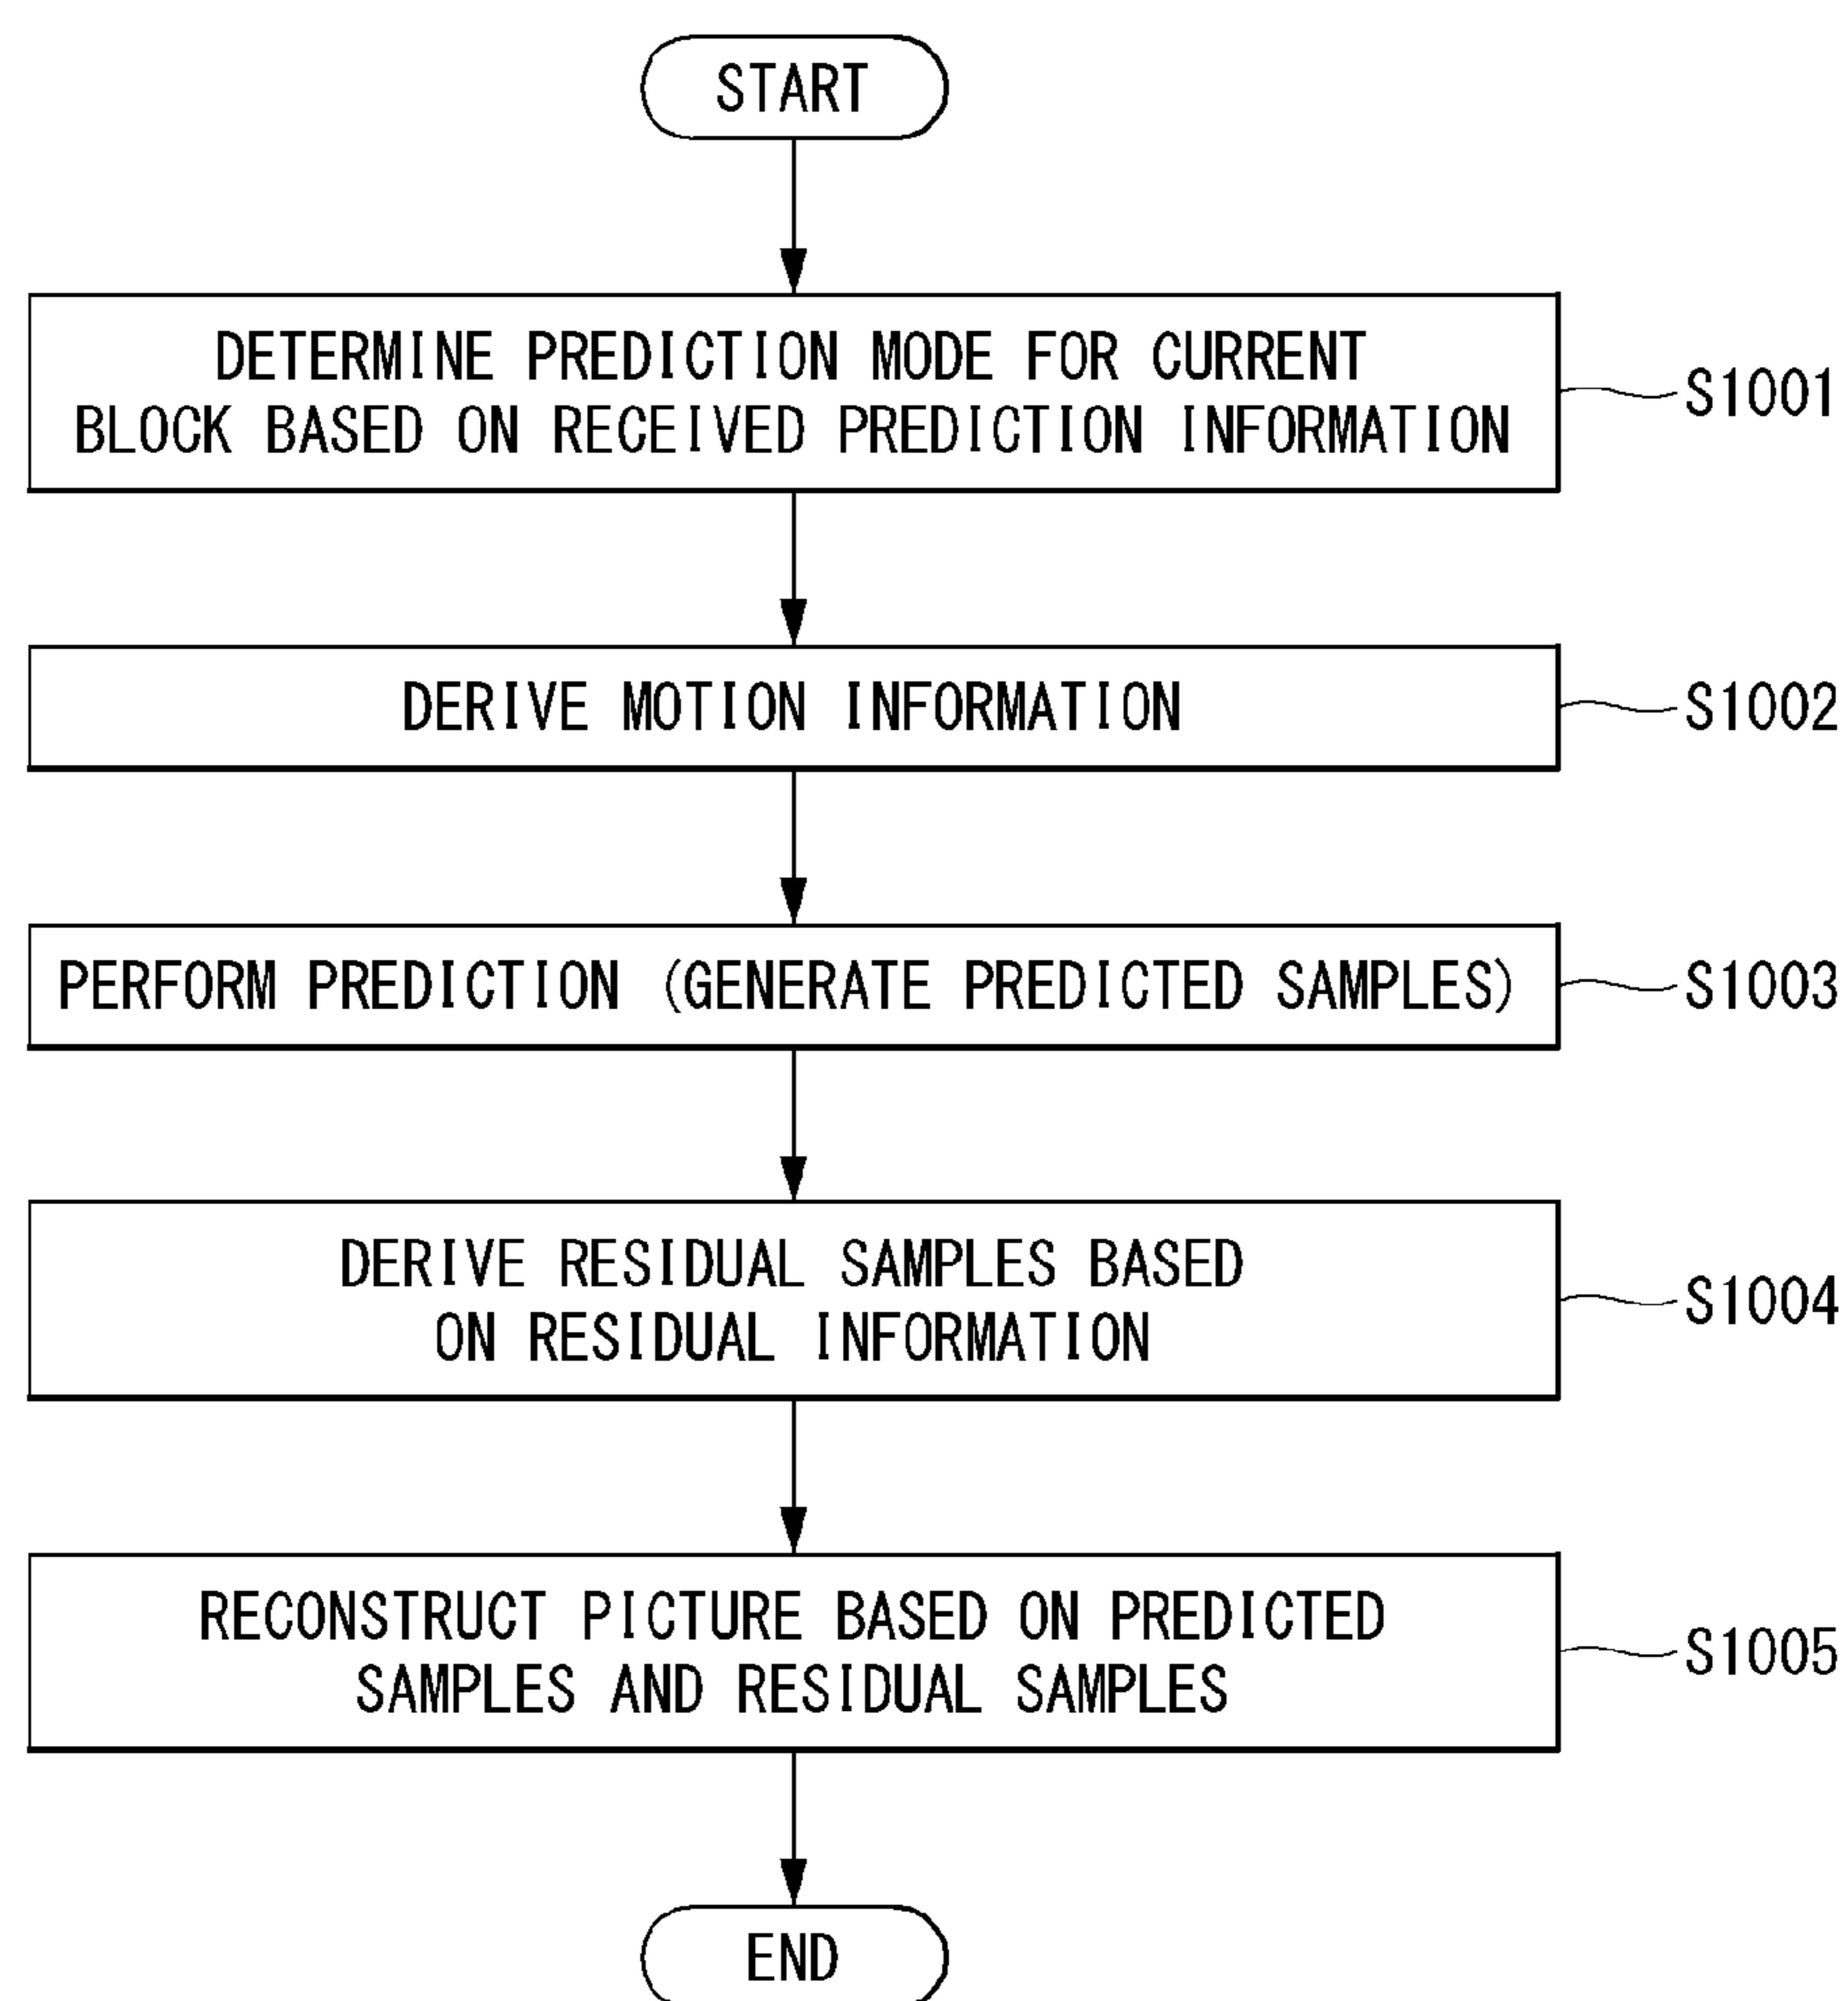 START
DETERMINE PREDICTION MODE FOR CURRENT
BLOCK BASED ON RECEIVED PREDICTION INFORMATION
S1001
DERIVE MOTION INFORMATION
S1002
PERFORM PREDICTION (GENERATE PREDICTED SAMPLES)
S1003
DERIVE RESIDUAL SAMPLES BASED
ON RESIDUAL INFORMATION
S1004
RECONSTRUCT PICTURE BASED ON PREDICTED
SAMPLES AND RESIDUAL SAMPLES
S1005
END